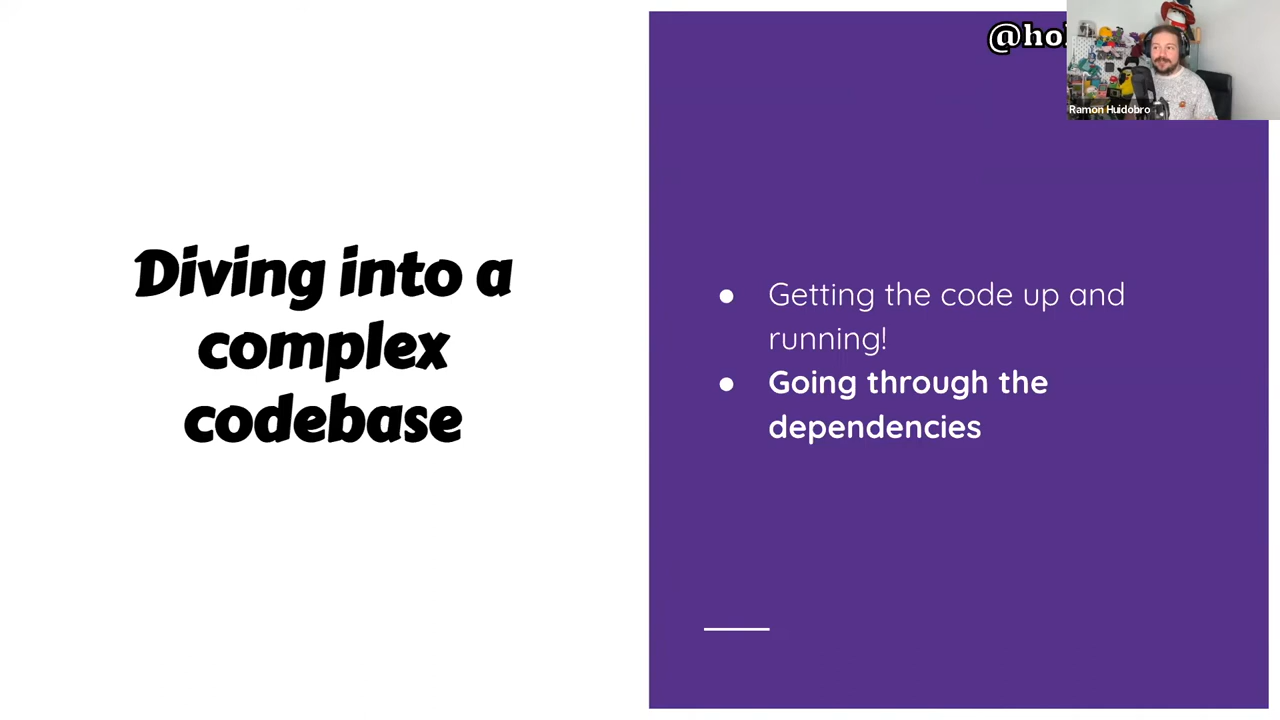 Diving into a
complex
codebase
● Getting the code up and
running!
● Going through the
dependencies
Ramon Huidobro